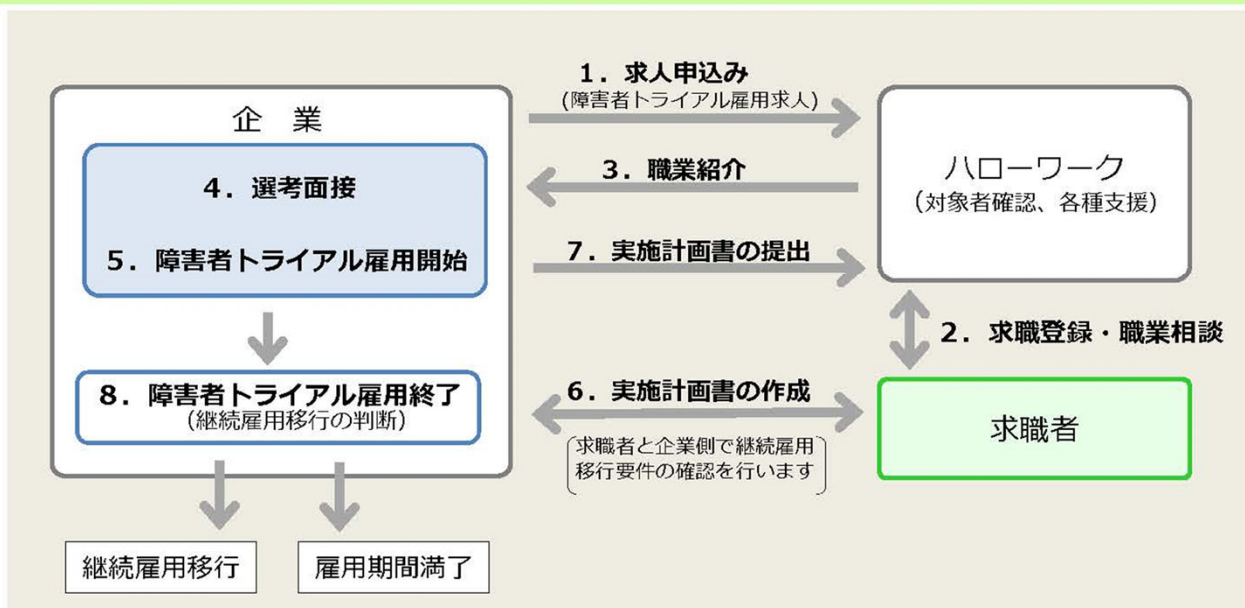 1．求人申込み
(障害者トライアル雇用求人)
企　業
4．選考面接
5．障害者トライアル雇用開始
3．職業紹介
ハローワーク
(対象者確認、各種支援)
7．実施計画書の提出
2．求職登録・職業相談
8．障害者トライアル雇用終了
(継続雇用移行の判断)
6．実施計画書の作成
求職者と企業側で継続雇用
移行要件の確認を行います
求職者
継続雇用移行
雇用期間満了